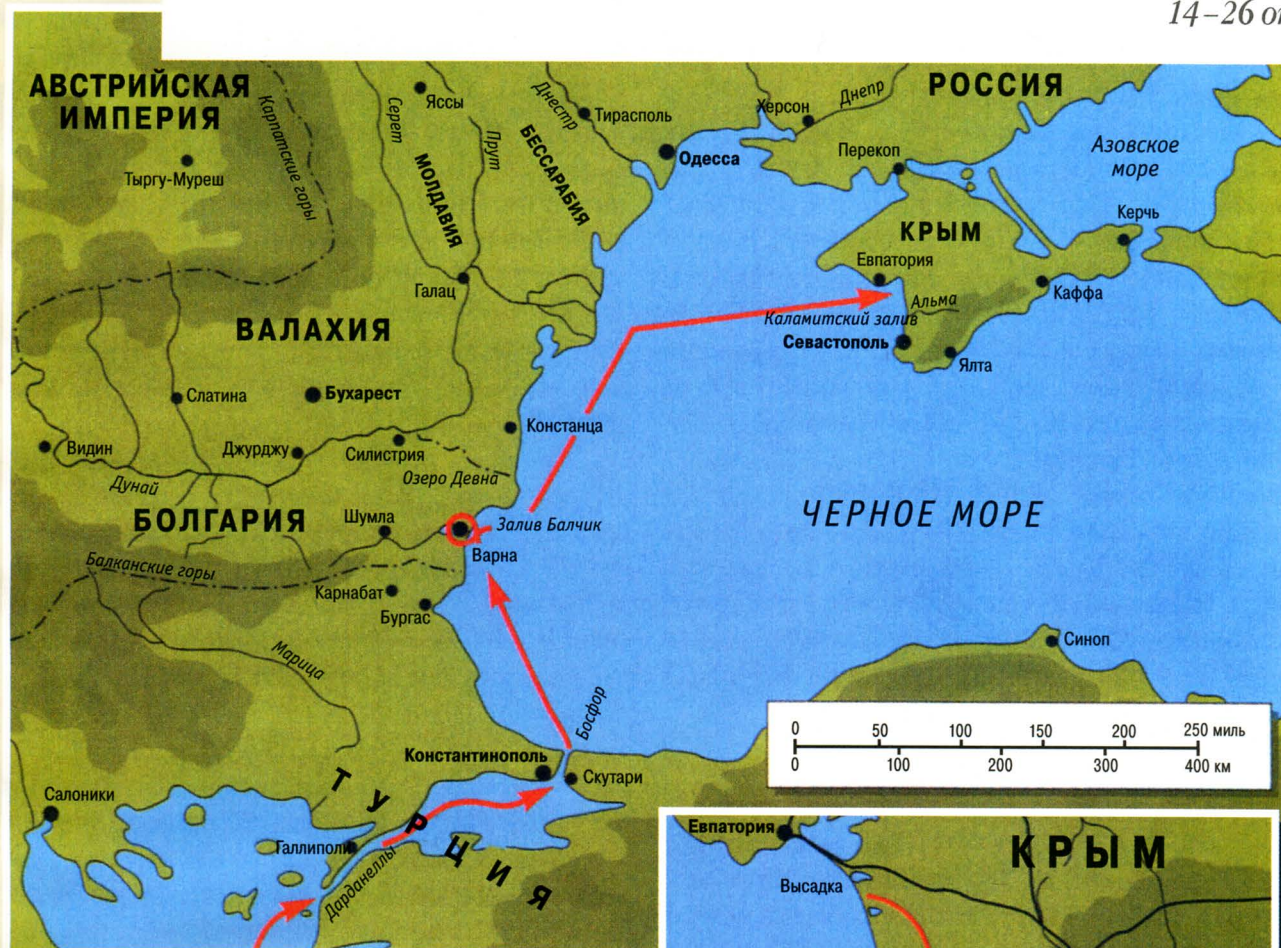 14–26 ок
АВСТРИЙСКАЯ
ИМПЕРИЯ
Карпатские горы
Тыргу-Муреш
Серет
Яссы
Прут
МОЛДАВИЯ
БЕССАРАБИЯ
Днестр
Тирасполь
Одесса
Херсон
Днепр
РОССИЯ
Перекоп
Азовское
море
Керчь
КРЫМ
Евпатория
Альма
Каффа
Каламитский залив
Севастополь
Ялта
Галац
ВАЛАХИЯ
Слатина
Бухарест
Констанца
Видин
Джурджу
Силистрия
Озеро Девна
Дунай
БОЛГАРИЯ
Шумла
Залив Балчик
Варна
ЧЕРНОЕ МОРЕ
Балканские горы
Карнабат
Бургас
Марица
Синоп
Босфор
Константинополь
Скутари
ТУРЦИЯ
Салоники
Галлиполи
Дарданеллы
0 50 100 150 200 250 миль
0 100 200 300 400 км
Евпатория
КРЫМ
Высадка